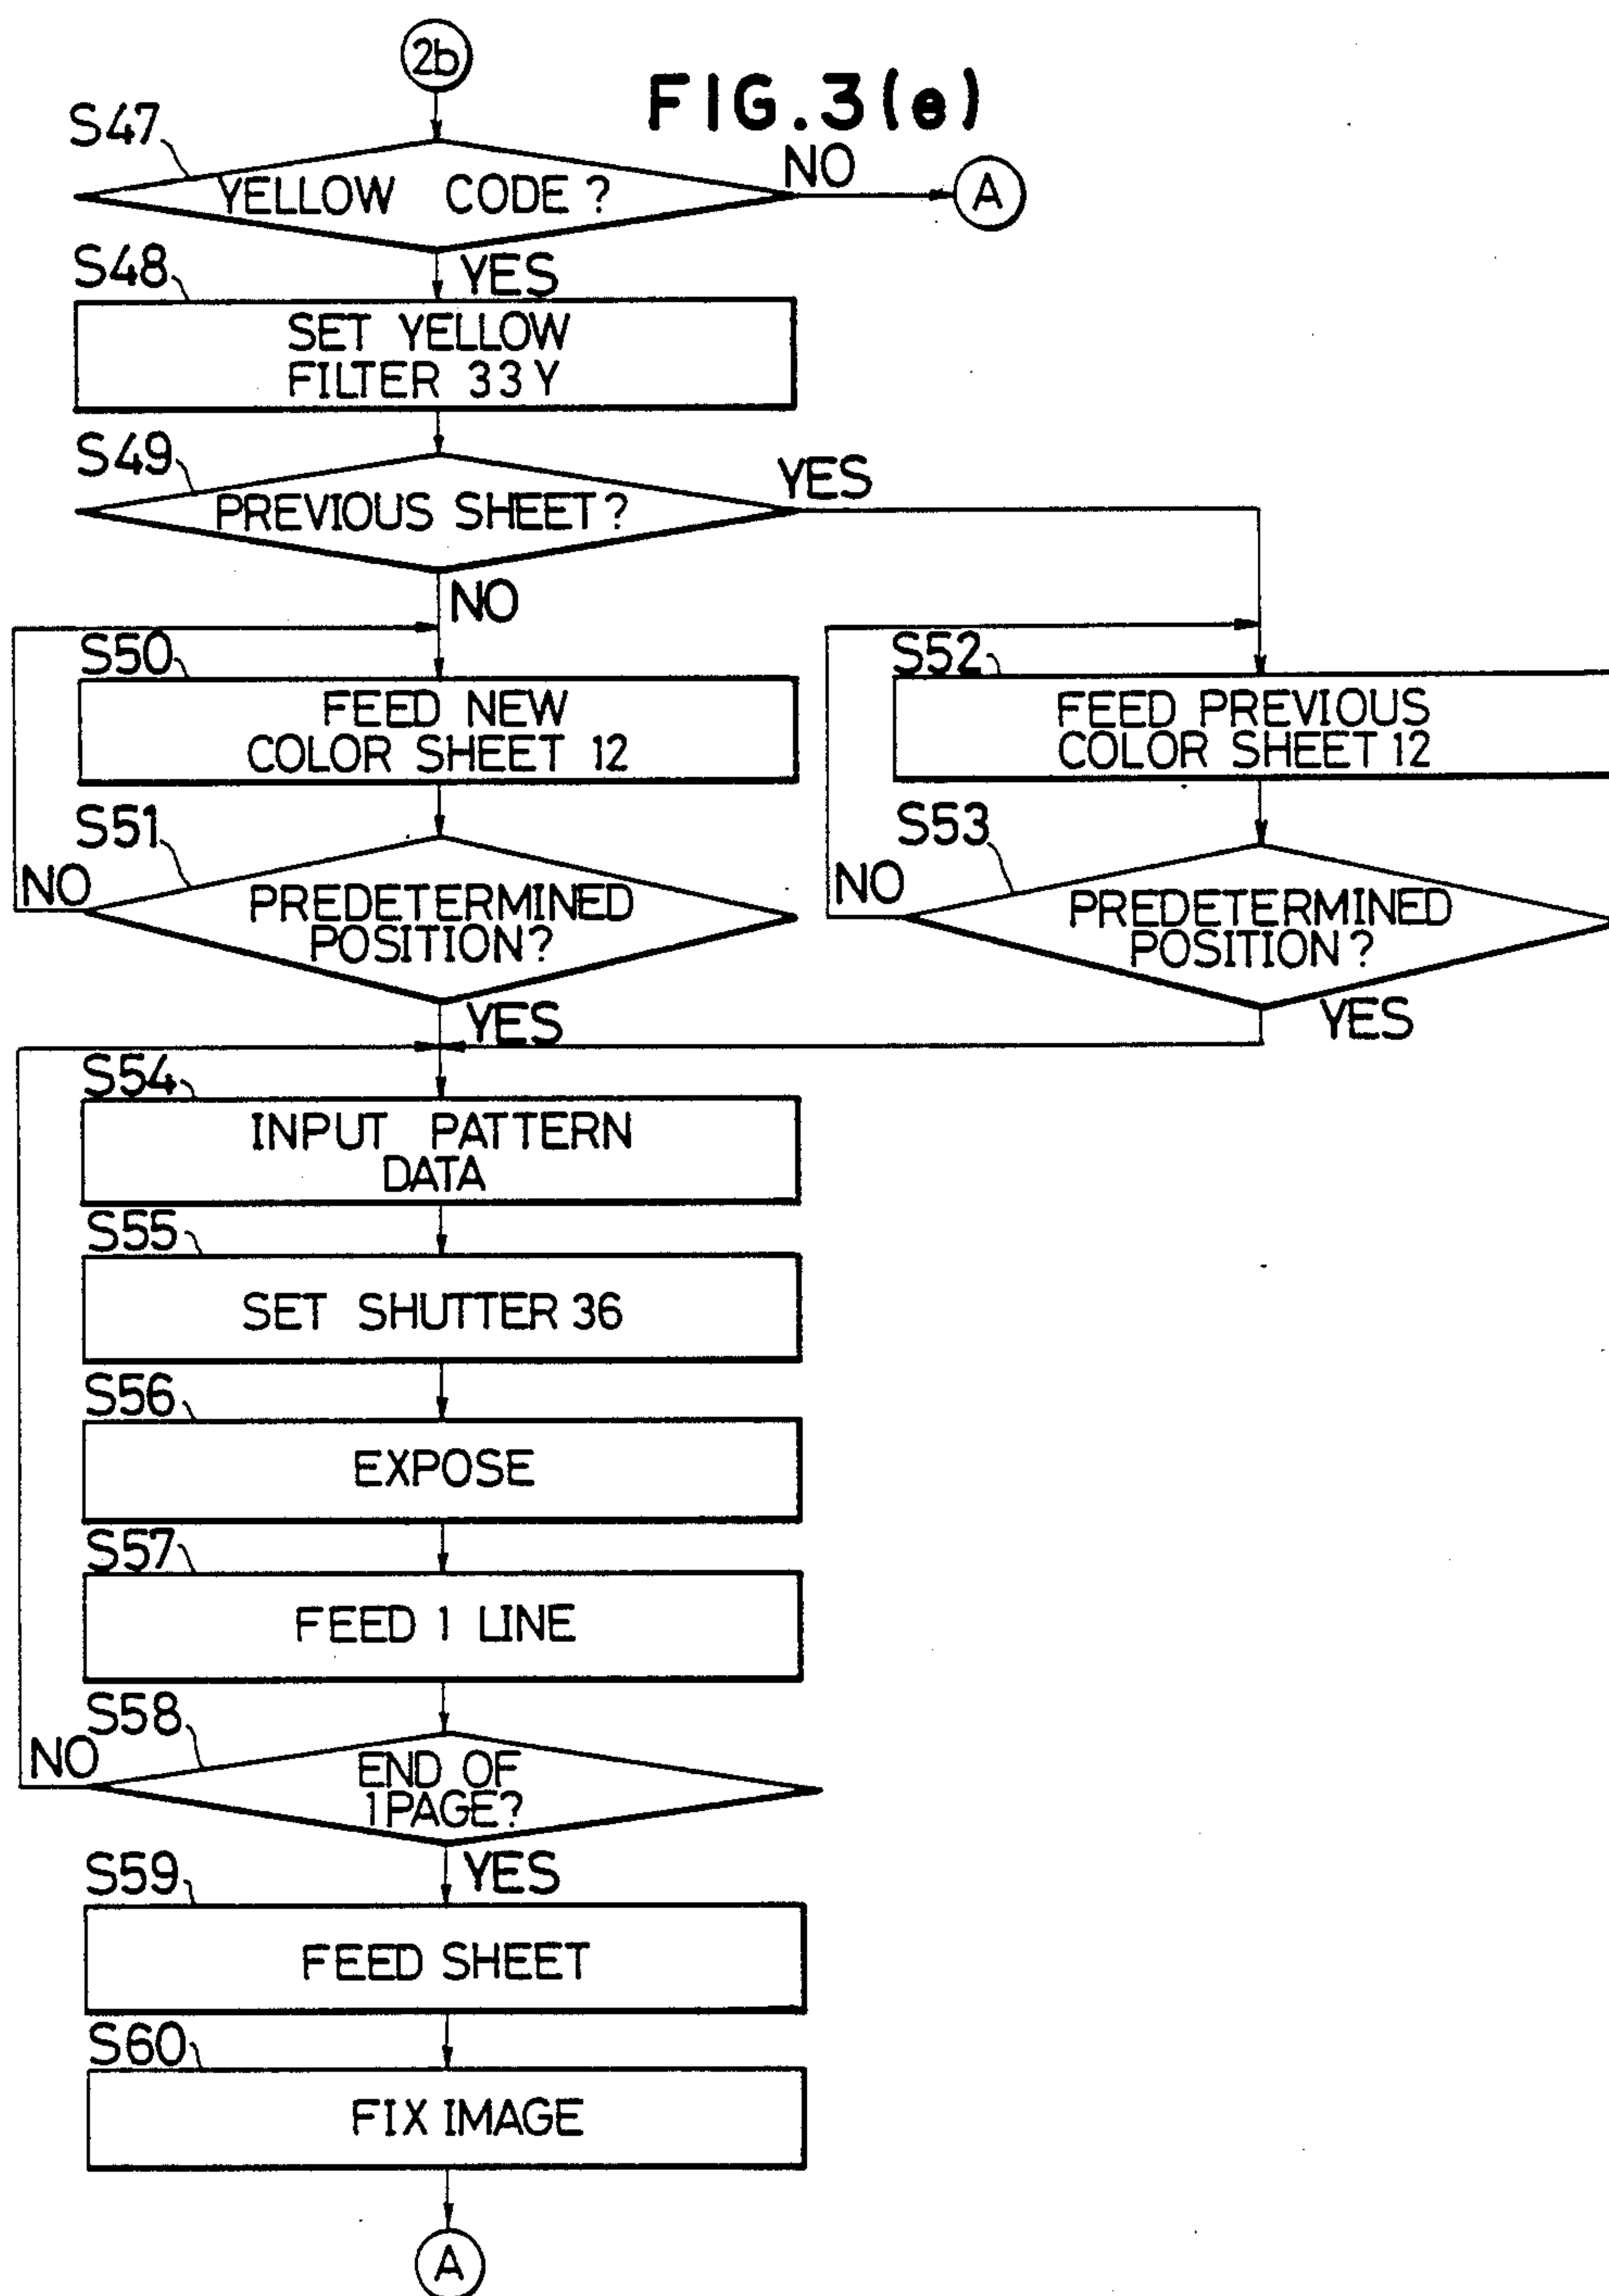 2b
FIG. 3(e)
S47
YELLOW CODE?
NO
A
S48
YES
SET YELLOW
FILTER 33Y
S49
PREVIOUS SHEET?
YES
NO
S50
FEED NEW
COLOR SHEET 12
S52
FEED PREVIOUS
COLOR SHEET 12
S51
NO
PREDETERMINED
POSITION?
YES
S53
NO
PREDETERMINED
POSITION?
YES
S54
INPUT PATTERN
DATA
S55
SET SHUTTER 36
S56
EXPOSE
S57
FEED 1 LINE
S58
NO
END OF
1 PAGE?
YES
S59
FEED SHEET
S60
FIX IMAGE
A